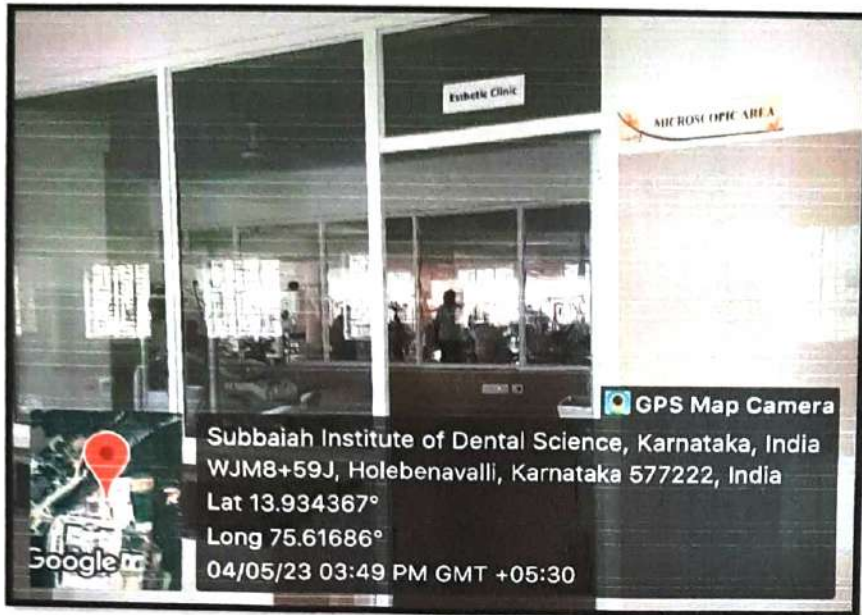 Esthetic Clinic
MICROSCOPIC AREA
GPS Map Camera
Subbaiah Institute of Dental Science, Karnataka, India
WJM8+59J, Holebenavalli, Karnataka 577222, India
Lat 13.934367°
Long 75.61686°
04/05/23 03:49 PM GMT +05:30
Google